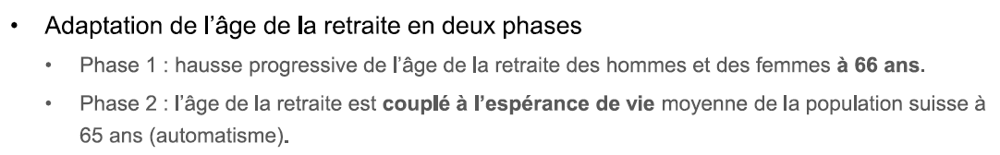 • Adaptation de l’âge de la retraite en deux phases
• Phase 1 : hausse progressive de l’âge de la retraite des hommes et des femmes à 66 ans.
• Phase 2 : l’âge de la retraite est couplé à l’espérance de vie moyenne de la population suisse à
65 ans (automatisme).